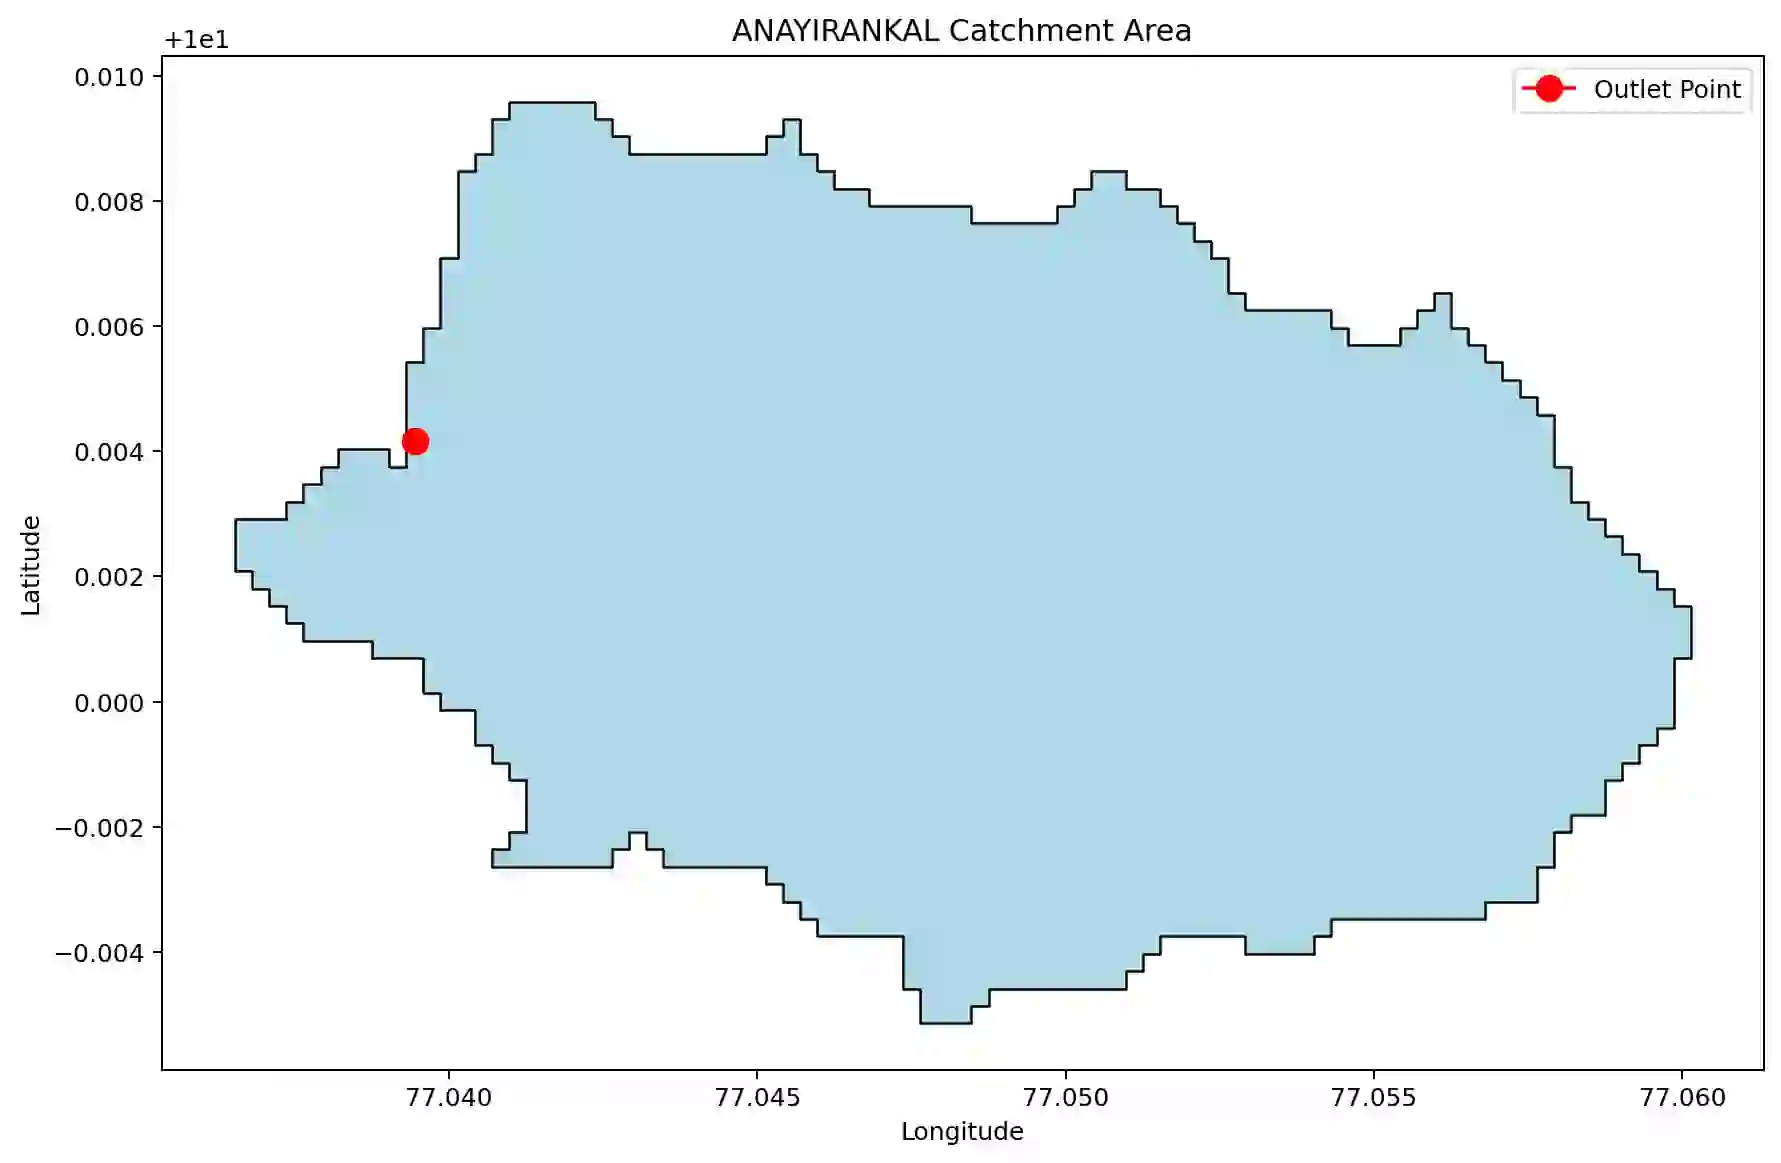 ANAYIRANKAL Catchment Area
+1e1
Outlet Point
0.010
0.008
0.006
0.004
0.002
0.000
−0.002
−0.004
Latitude
77.040
77.045
77.050
77.055
77.060
Longitude